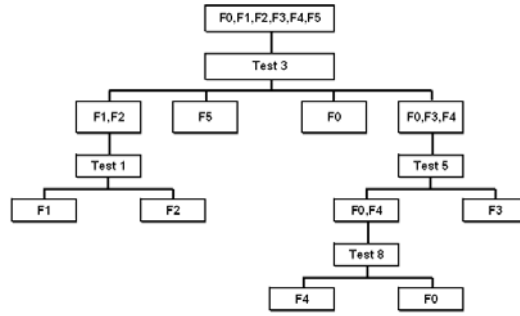 F0,F1,F2,F3,F4,F5
Test 3
F1,F2
F5
F0
F0,F3,F4
Test 1
Test 5
F1
F2
F0,F4
F3
Test 8
F4
F0